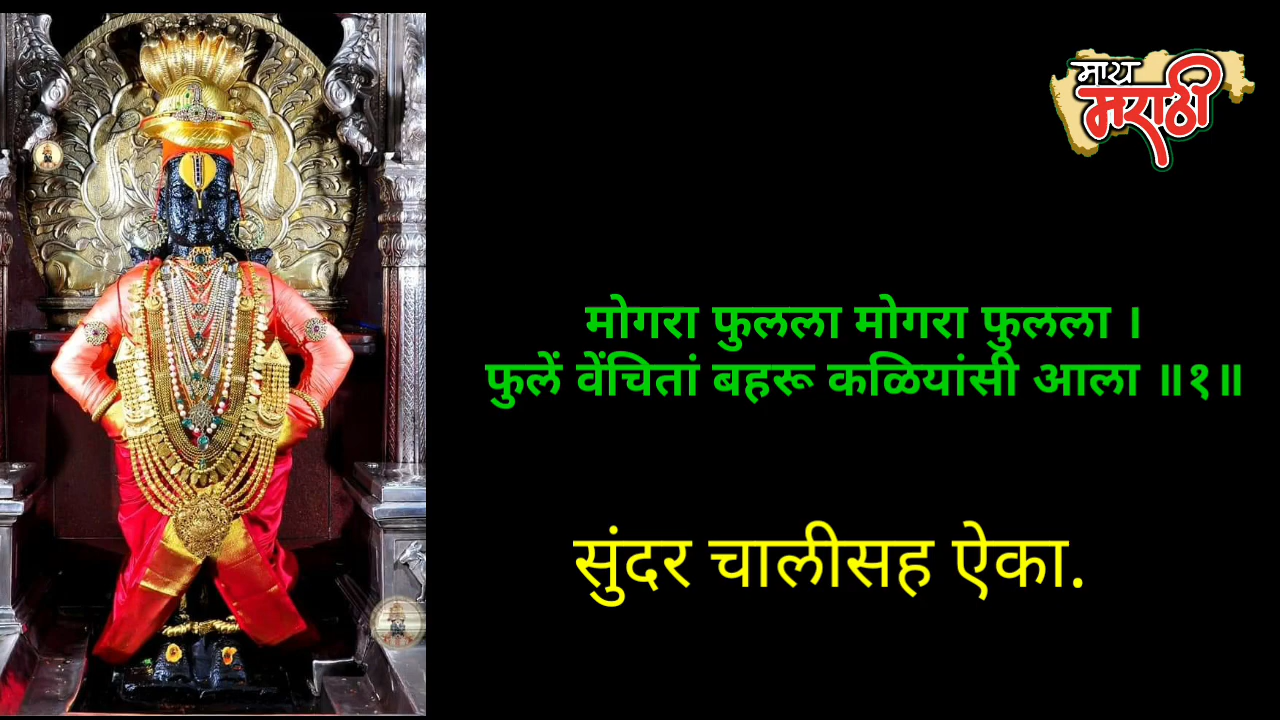 माय
मराठी
मोगरा फुलला मोगरा फुलला ।
फुलें वेंचितां बहरू कळियांसी आला ॥१॥
सुंदर चालीसह ऐका.